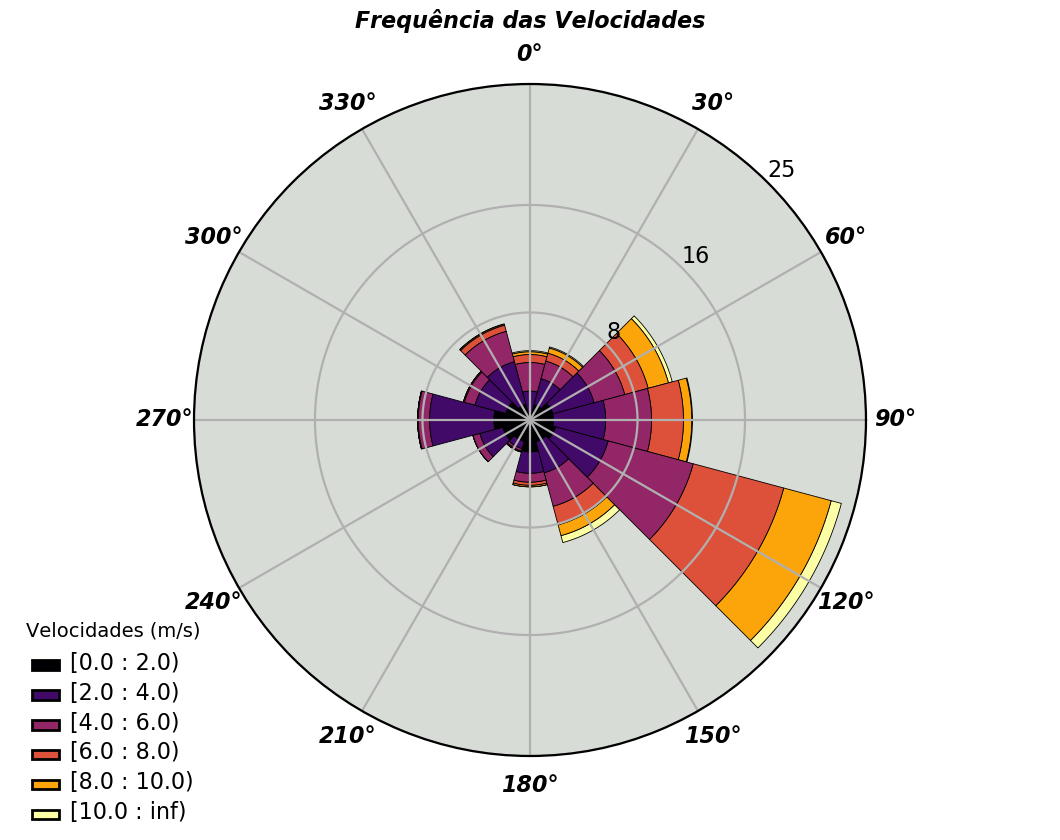 Frequência das Velocidades
0°
330°
30°
25
300°
60°
16
8
270°
90°
240°
120°
210°
150°
180°
Velocidades (m/s)
[0.0 : 2.0)
[2.0 : 4.0)
[4.0 : 6.0)
[6.0 : 8.0)
[8.0 : 10.0)
[10.0 : inf)